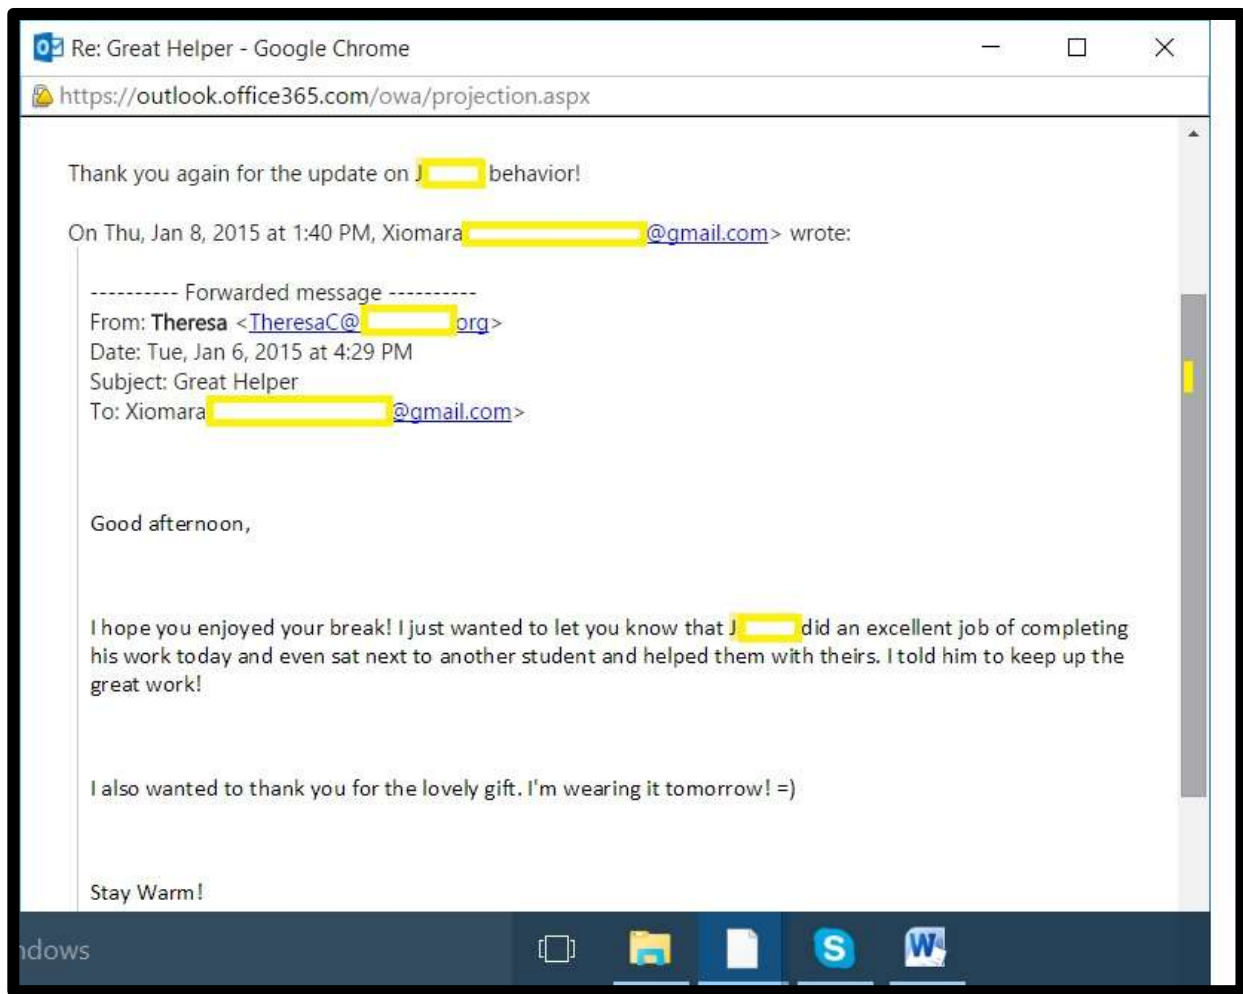 Re: Great Helper - Google Chrome
https://outlook.office365.com/owa/projection.aspx
Thank you again for the update on J behavior!
On Thu, Jan 8, 2015 at 1:40 PM, Xiomara @gmail.com> wrote:
---------- Forwarded message ----------
From: Theresa <TheresaC@ org>
Date: Tue, Jan 6, 2015 at 4:29 PM
Subject: Great Helper
To: Xiomara @gmail.com>
Good afternoon,
I hope you enjoyed your break! I just wanted to let you know that J did an excellent job of completing
his work today and even sat next to another student and helped them with theirs. I told him to keep up the
great work!
I also wanted to thank you for the lovely gift. I'm wearing it tomorrow! =)
Stay Warm!
ndows